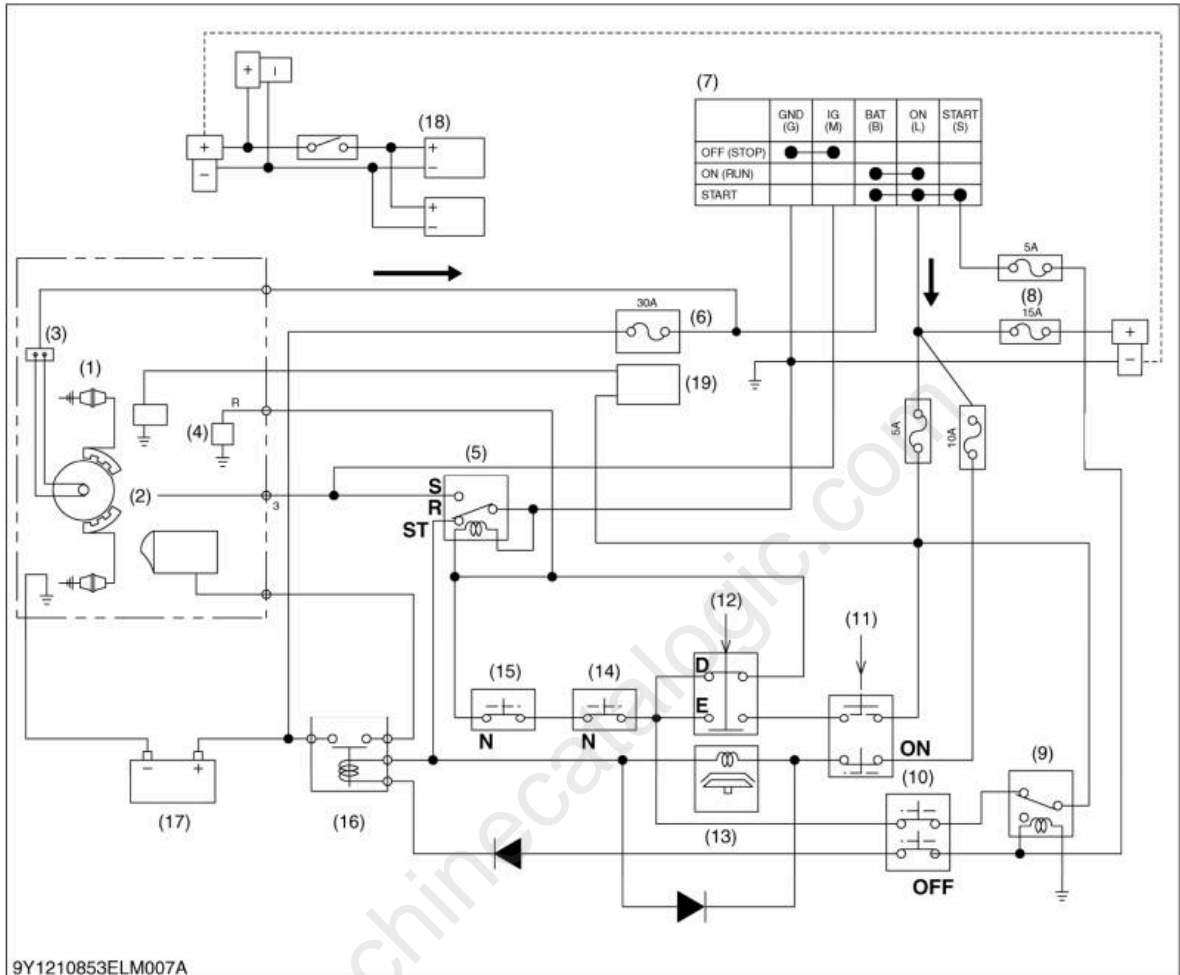 (7)
GND (G) IG (M) BAT (B) ON (L) START (S)
OFF (STOP)
ON (RUN)
START
+ −
(18)
+
−
+
−
+
−
5A
(8)
15A
+
−
30A
(6)
(3)
(1)
(19)
R
(4)
5A
10A
(5)
S
R
ST
(2)
3
(12)
(11)
D
(15)
(14)
E
N
N
ON
(10)
(9)
− +
(17)
(16)
(13)
OFF
chinecatalogic.com
9Y1210853ELM007A